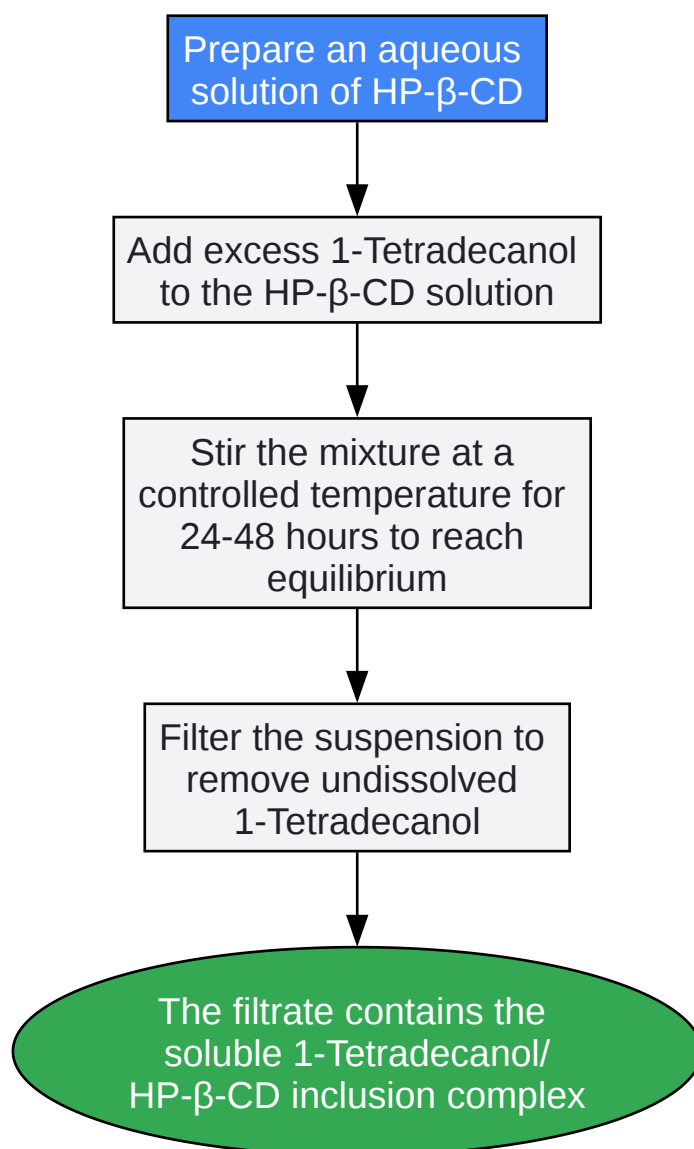 Prepare an aqueous
solution of HP-β-CD
Add excess 1-Tetradecanol
to the HP-β-CD solution
Stir the mixture at a
controlled temperature for
24-48 hours to reach
equilibrium
Filter the suspension to
remove undissolved
1-Tetradecanol
The filtrate contains the
soluble 1-Tetradecanol/
HP-β-CD inclusion complex